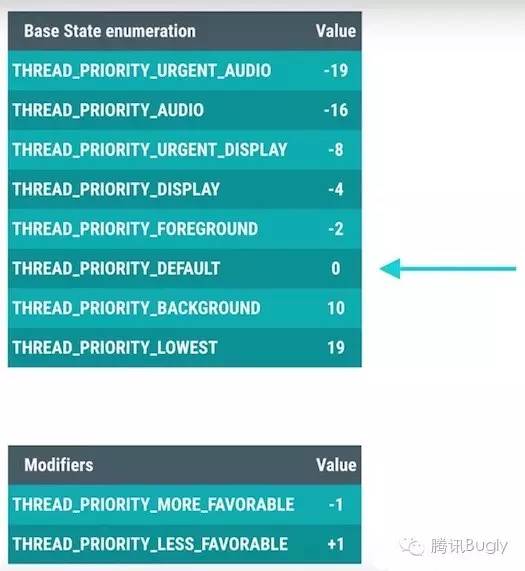 Base State enumeration Value
THREAD_PRIORITY_URGENT_AUDIO -19
THREAD_PRIORITY_AUDIO -16
THREAD_PRIORITY_URGENT_DISPLAY -8
THREAD_PRIORITY_DISPLAY -4
THREAD_PRIORITY_FOREGROUND -2
THREAD_PRIORITY_DEFAULT 0
THREAD_PRIORITY_BACKGROUND 10
THREAD_PRIORITY_LOWEST 19
Modifiers Value
THREAD_PRIORITY_MORE_FAVORABLE -1
THREAD_PRIORITY_LESS_FAVORABLE +1
腾讯Bugly